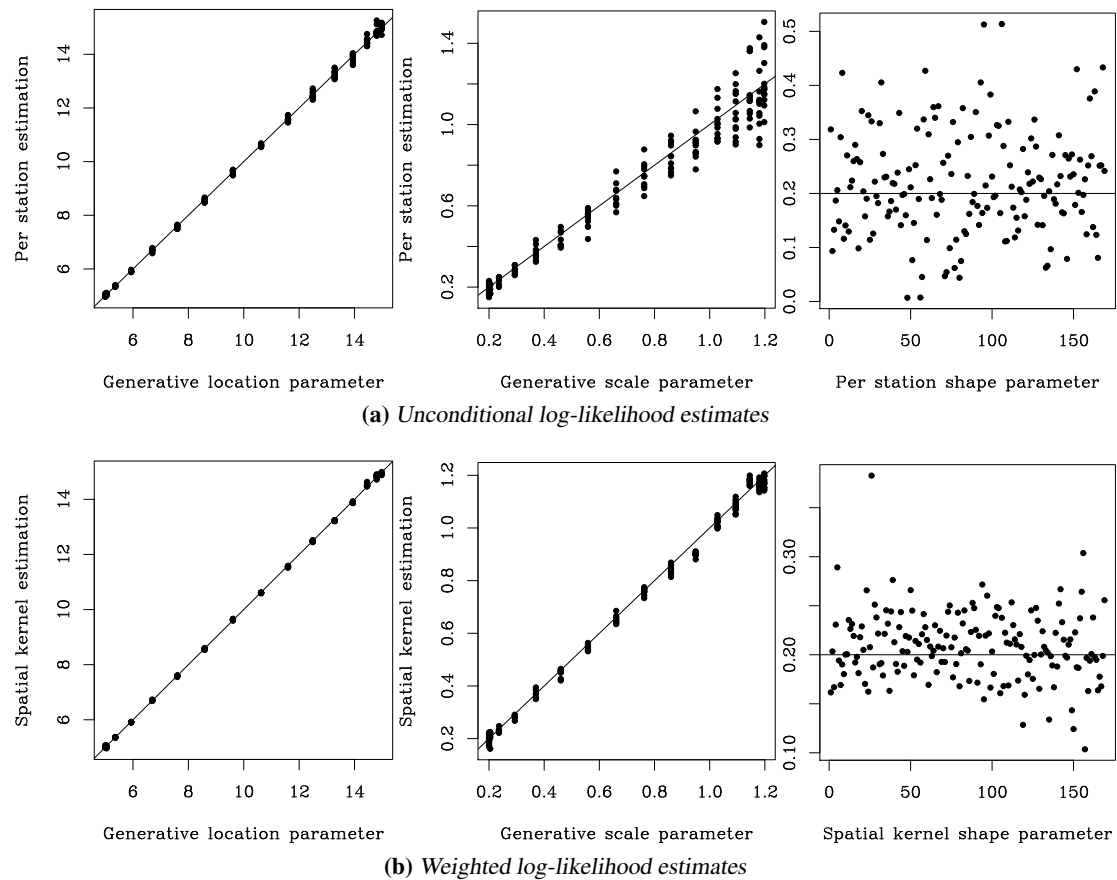 Per station estimation
6 8 10 12 14
6 8 10 12 14
Generative location parameter
Per station estimation
0.2 0.6 1.0 1.4
0.2 0.4 0.6 0.8 1.0 1.2
Generative scale parameter
0.0 0.1 0.2 0.3 0.4 0.5
0 50 100 150
Per station shape parameter
(a) Unconditional log-likelihood estimates
Spatial kernel estimation
6 8 10 12 14
6 8 10 12 14
Generative location parameter
Spatial kernel estimation
0.2 0.4 0.6 0.8 1.0 1.2
0.2 0.4 0.6 0.8 1.0 1.2
Generative scale parameter
0.10 0.20 0.30
0 50 100 150
Spatial kernel shape parameter
(b) Weighted log-likelihood estimates